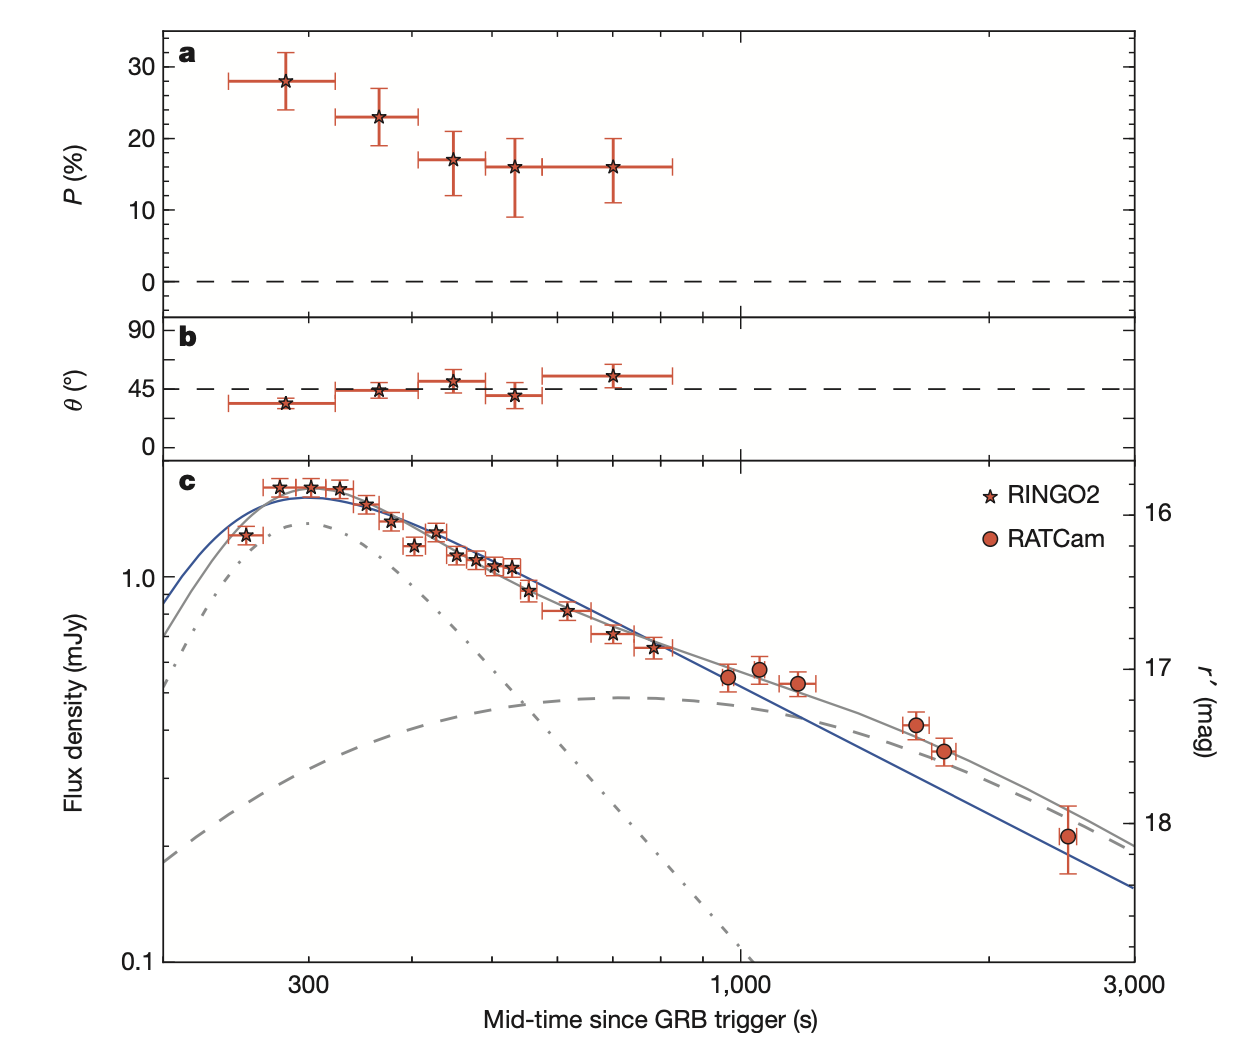 a
30
20
10
0
P (%)
b
90
45
0
θ (°)
c
RINGO2
RATCam
1.0
0.1
Flux density (mJy)
16
17
18
r′ (mag)
300
1,000
3,000
Mid-time since GRB trigger (s)